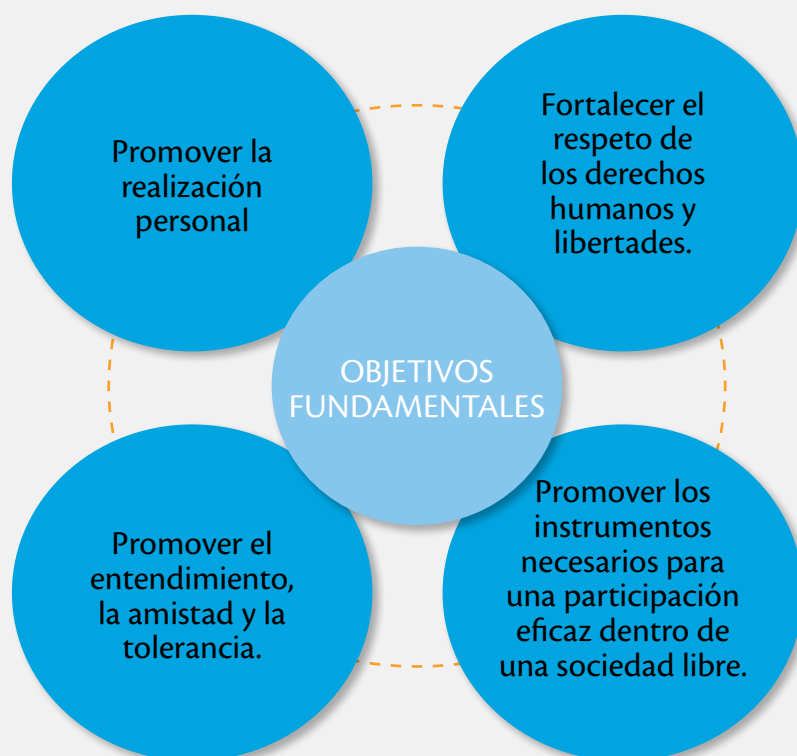 Promover la
realización
personal
Fortalecer el
respeto de
los derechos
humanos y
libertades.
OBJETIVOS
FUNDAMENTALES
Promover el
entendimiento,
la amistad y la
tolerancia.
Promover los
instrumentos
necesarios para
una participación
eficaz dentro de
una sociedad libre.